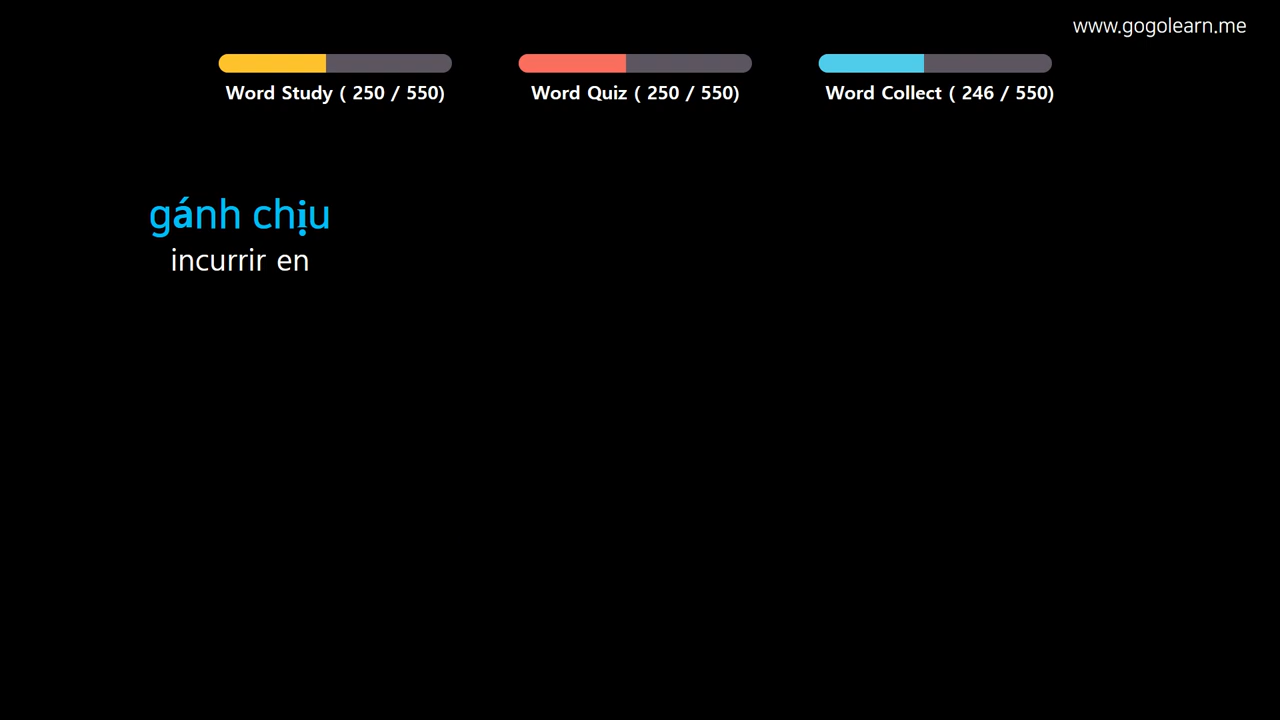 www.gogolearn.me
Word Study ( 250 / 550)
Word Quiz ( 250 / 550)
Word Collect ( 246 / 550)
gánh chịu
incurrir en